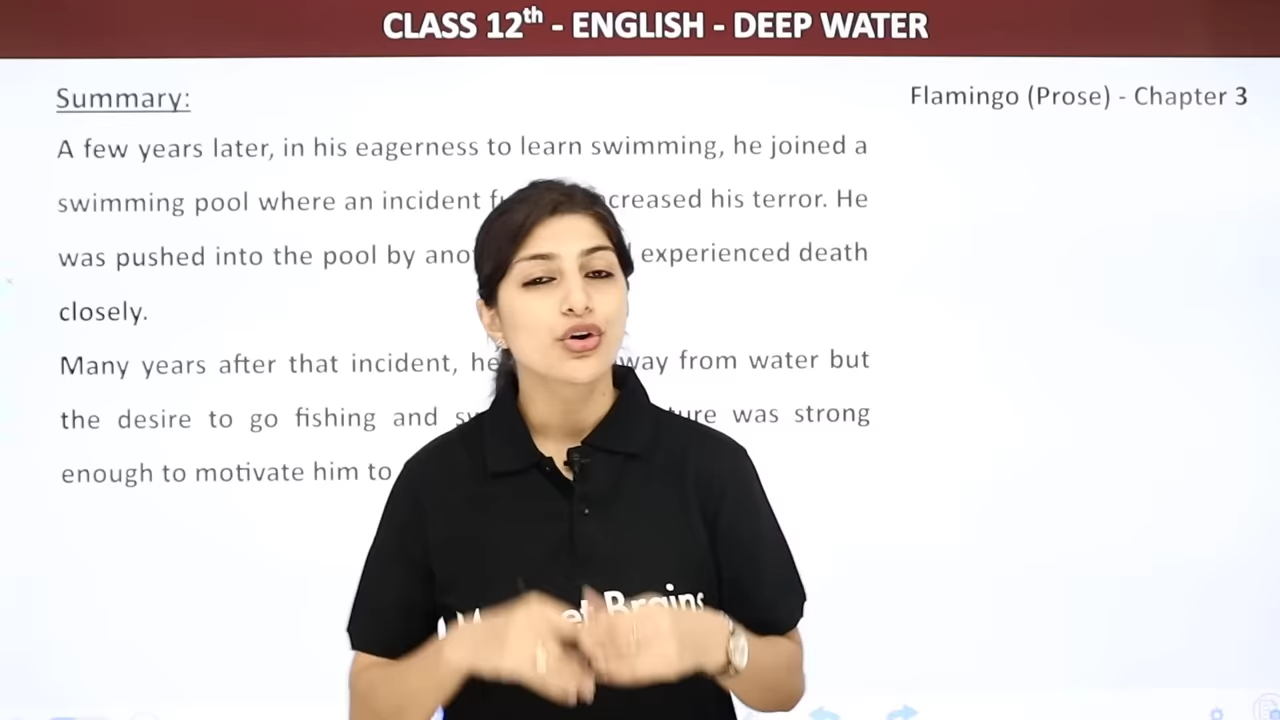 CLASS 12th - ENGLISH - DEEP WATER
Summary:
Flamingo (Prose) - Chapter 3
A few years later, in his eagerness to learn swimming, he joined a
swimming pool where an incident his terror. He
was pushed into the pool by experienced death
closely.
Many years after that incident, he from water but
the desire to go fishing and was strong
enough to motivate him to
Brains